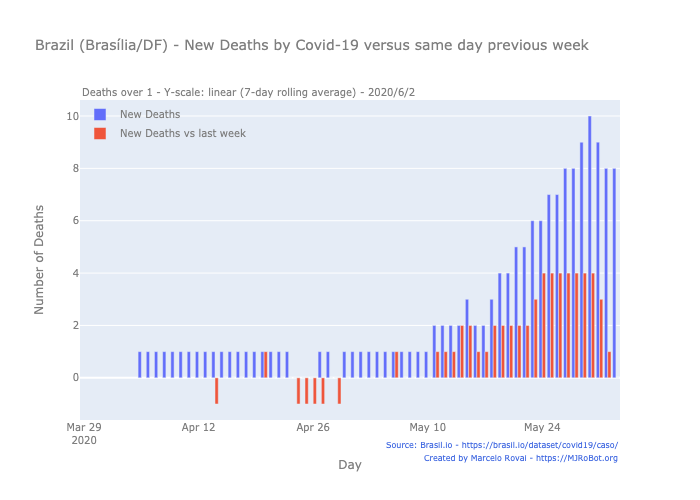 Brazil (Brasília/DF) - New Deaths by Covid-19 versus same day previous week
Deaths over 1 - Y-scale: linear (7-day rolling average) - 2020/6/2
New Deaths
New Deaths vs last week
Number of Deaths
10
8
6
4
2
0
Mar 29
2020
Apr 12
Apr 26
May 10
May 24
Day
Source: Brasil.io - https://brasil.io/dataset/covid19/caso/
Created by Marcelo Rovai - https://MJRoBot.org